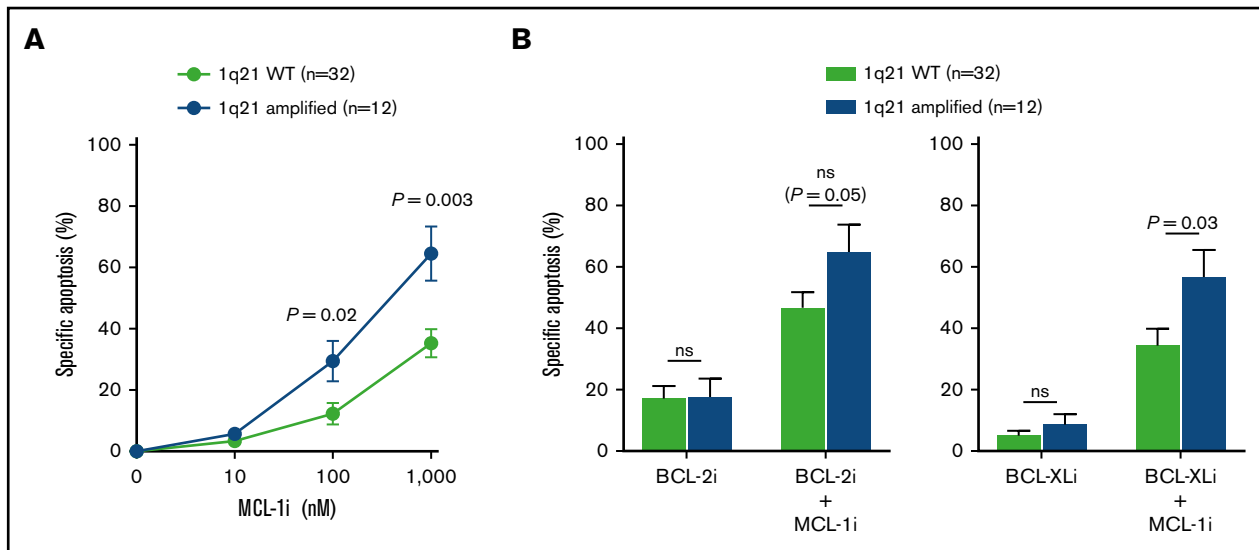 A
1q21 WT (n=32)
1q21 amplified (n=12)
Specific apoptosis (%)
100
80
60
40
20
0
P = 0.003
P = 0.02
0
10
100
1,000
MCL-1i (nM)
B
1q21 WT (n=32)
1q21 amplified (n=12)
Specific apoptosis (%)
100
80
60
40
20
0
ns
ns
(P = 0.05)
BCL-2i
BCL-2i
+
MCL-1i
Specific apoptosis (%)
100
80
60
40
20
0
ns
P = 0.03
BCL-XLi
BCL-XLi
+
MCL-1i